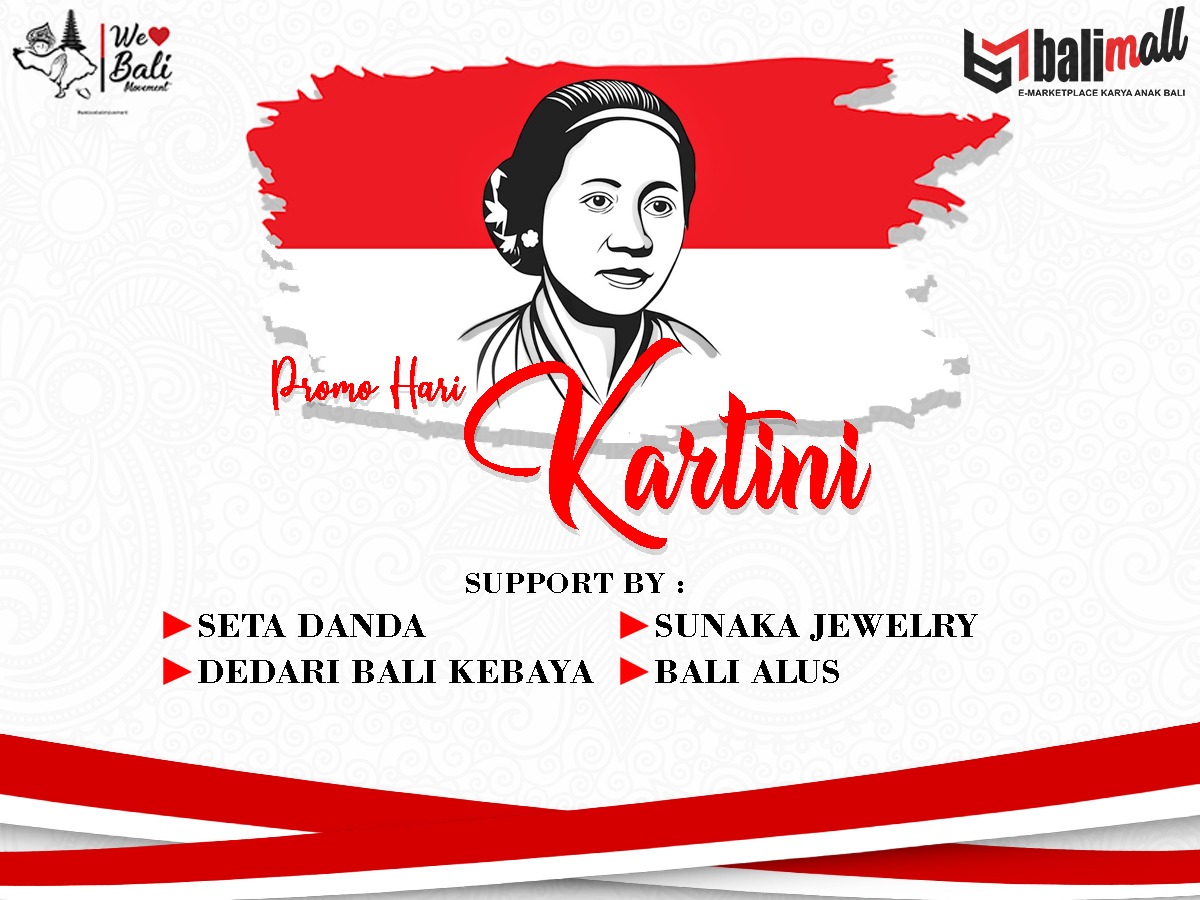 We
Bali
Movement
balimall
E-MARKETPLACE KARYA ANAK BALI
Promo Hari
Kartini
SUPPORT BY :
SETA DANDA
SUNAKA JEWELRY
DEDARI BALI KEBAYA
BALI ALUS